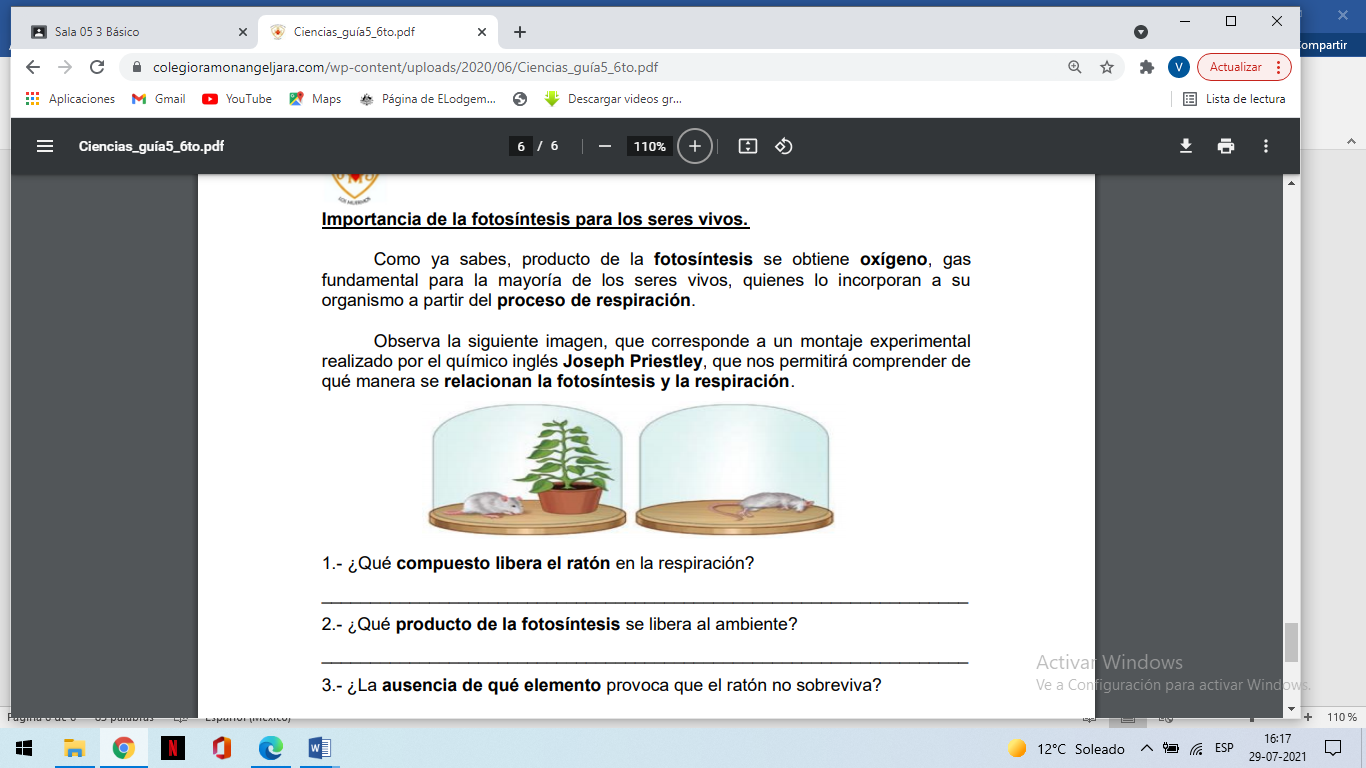 Sala 05 3 Básico
Ciencias_guía5_6to.pdf
ompartir
colegioramonangeljara.com/wp-content/uploads/2020/06/Ciencias_guía5_6to.pdf
V
Actualizar
Aplicaciones
Gmail
YouTube
Maps
Página de ELodgem...
Descargar videos gr...
Lista de lectura
Ciencias_guía5_6to.pdf
6 / 6
110%
Importancia de la fotosíntesis para los seres vivos.
Como ya sabes, producto de la fotosíntesis se obtiene oxígeno, gas
fundamental para la mayoría de los seres vivos, quienes lo incorporan a su
organismo a partir del proceso de respiración.
Observa la siguiente imagen, que corresponde a un montaje experimental
realizado por el químico inglés Joseph Priestley, que nos permitirá comprender de
qué manera se relacionan la fotosíntesis y la respiración.
1.- ¿Qué compuesto libera el ratón en la respiración?
2.- ¿Qué producto de la fotosíntesis se libera al ambiente?
3.- ¿La ausencia de qué elemento provoca que el ratón no sobreviva?
Activar Windows
Ve a Configuración para activar Windows.
110 %
12°C Soleado
ESP
16:17
29-07-2021